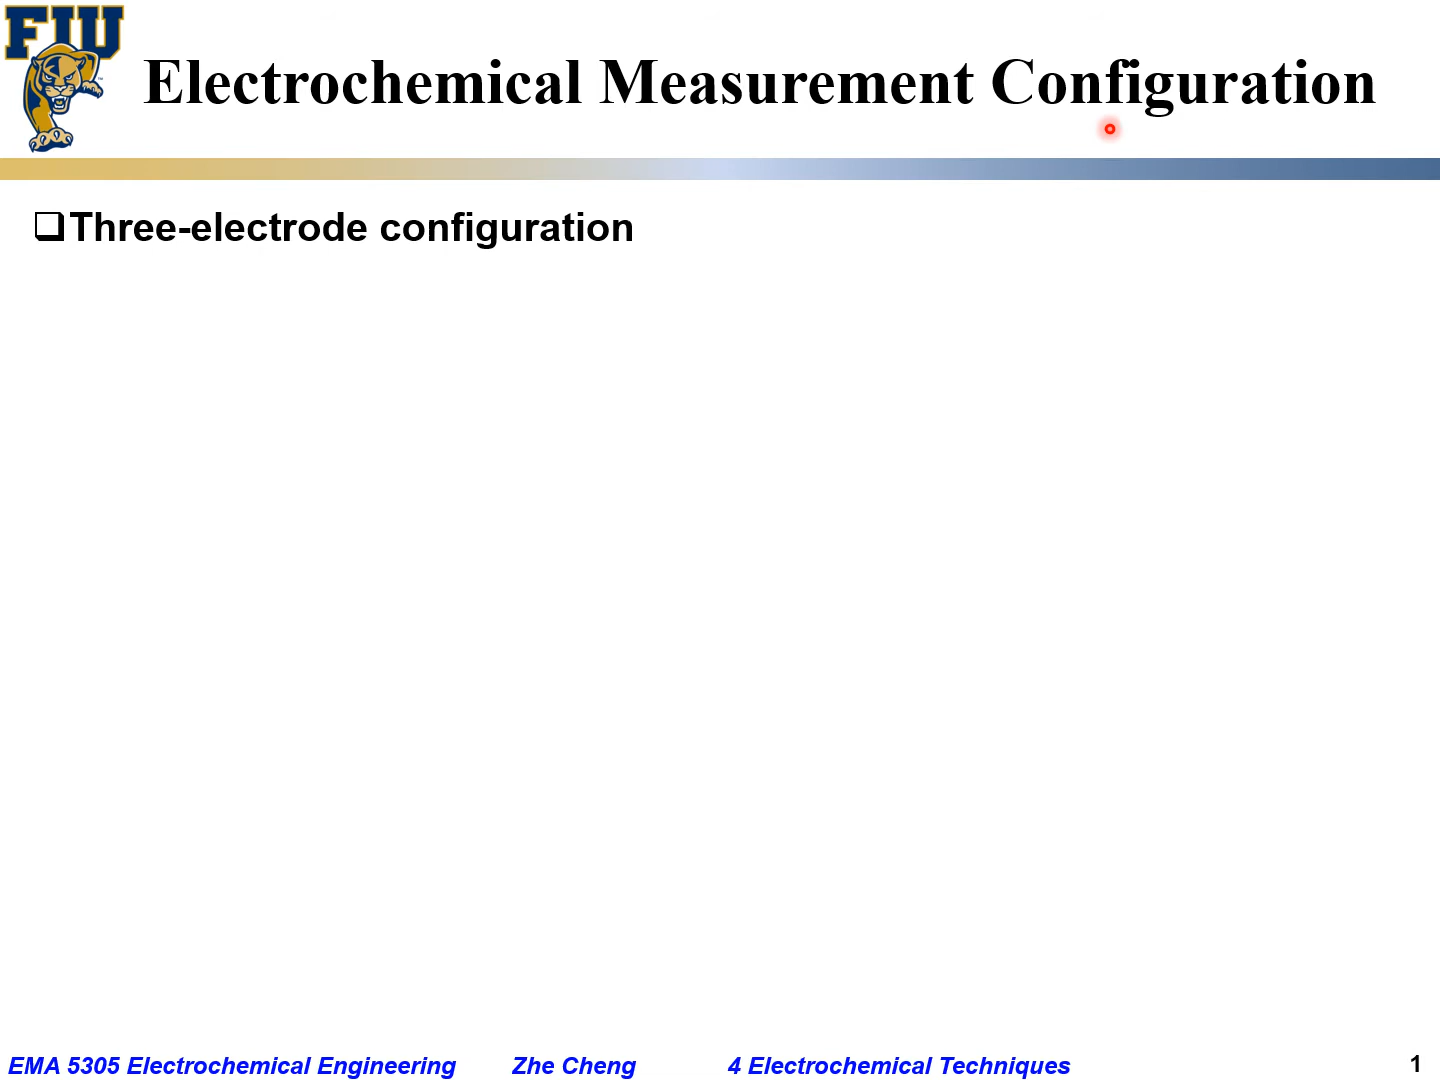 FIU
Electrochemical Measurement Configuration
Three-electrode configuration
EMA 5305 Electrochemical Engineering Zhe Cheng 4 Electrochemical Techniques 1